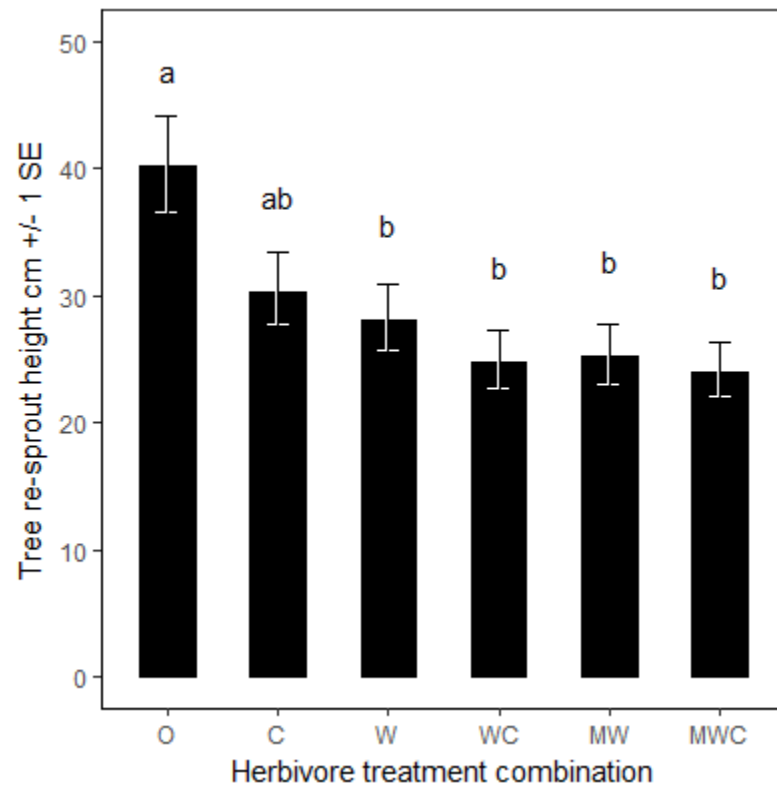 Tree re-sprout height cm +/- 1 SE
50
40
30
20
10
0
a
ab
b
b
b
b
O C W WC MW MWC
Herbivore treatment combination